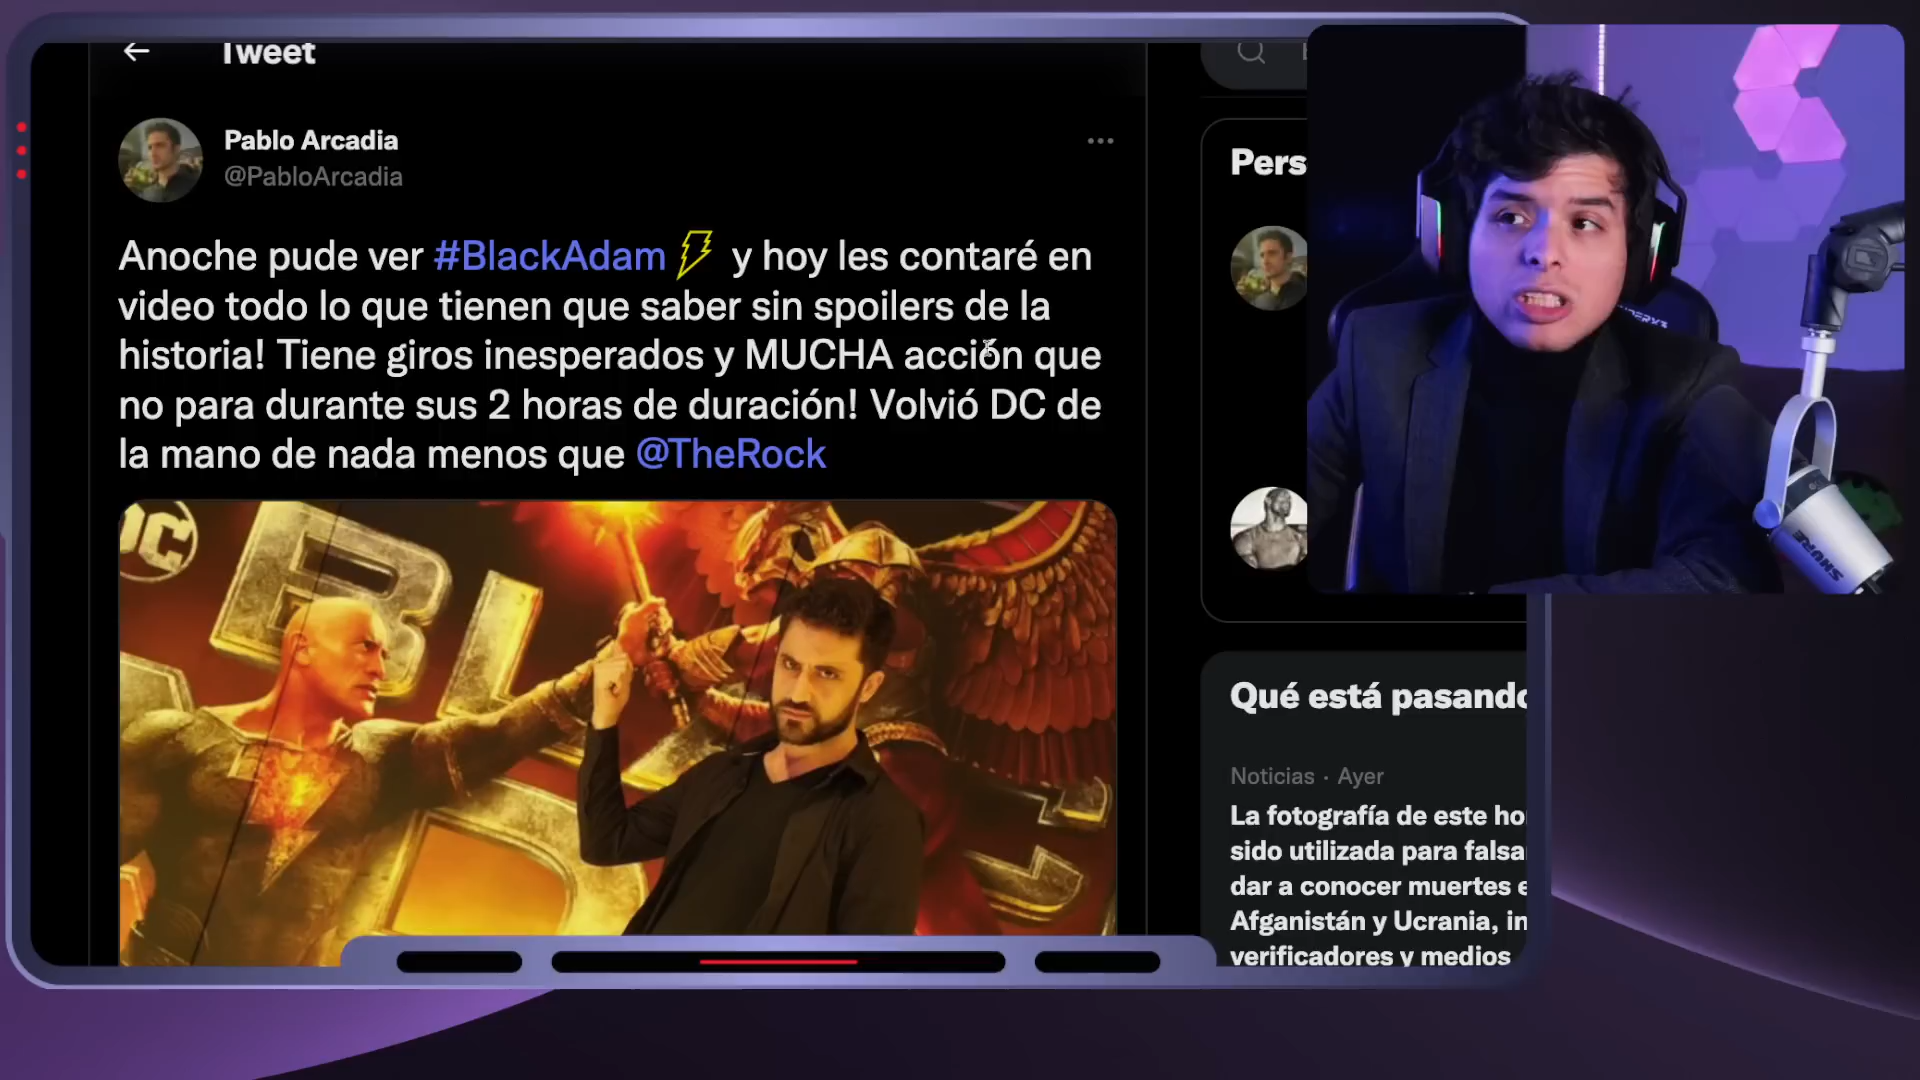 Tweet
Pablo Arcadia
@PabloArcadia
Anoche pude ver #BlackAdam y hoy les contaré en
video todo lo que tienen que saber sin spoilers de la
historia! Tiene giros inesperados y MUCHA acción que
no para durante sus 2 horas de duración! Volvió DC de
la mano de nada menos que @TheRock
DC
BL
Pers
Qué está pasando
Noticias · Ayer
La fotografía de este ho
sido utilizada para falsa
dar a conocer muertes e
Afganistán y Ucrania, in
verificadores y medios
SHURE